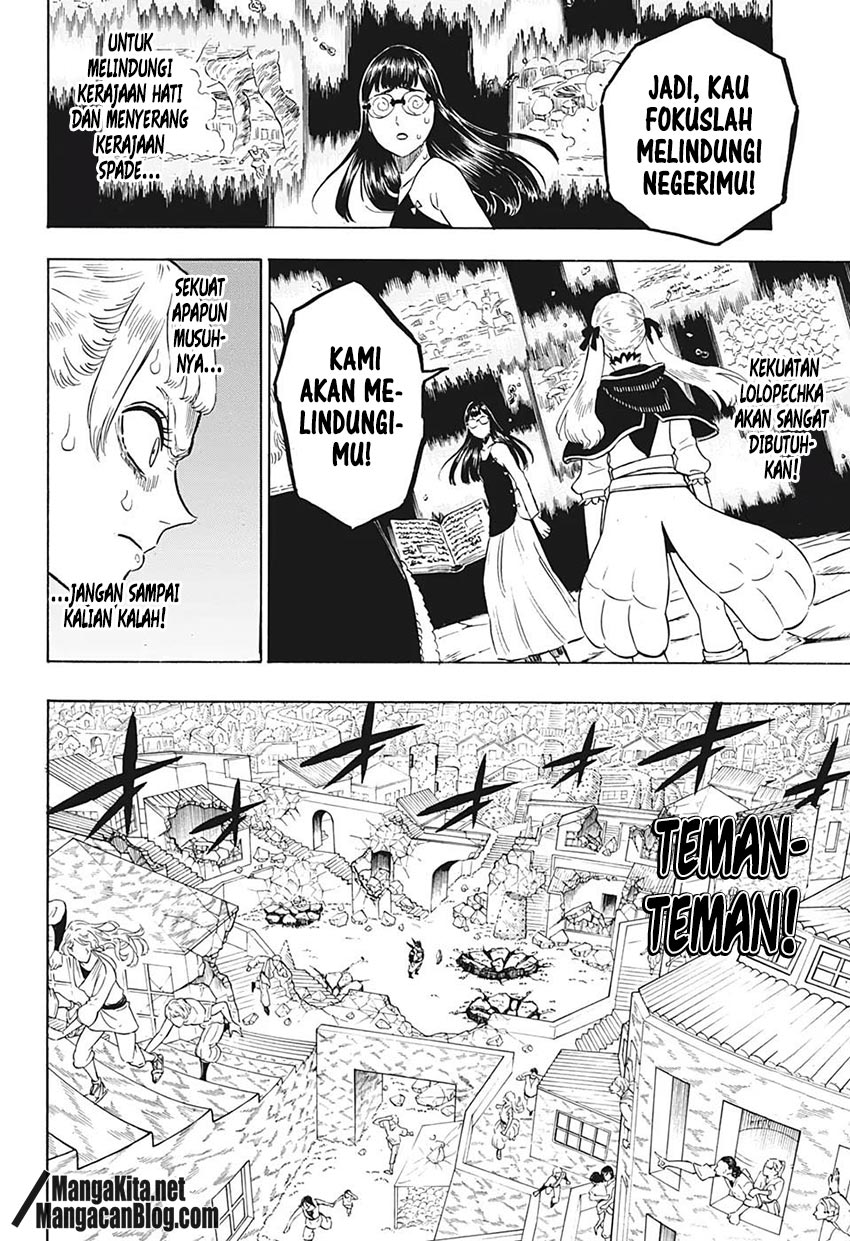 JADI, KAU
FOKUSLAH
MELINDUNGI
NEGERIMU!
UNTUK
MELINDUNGI
KERAJAAN HATI
DAN MENYERANG
KERAJAAN
SPADE...
KEKUATAN
LOLOPECHKA
AKAN SANGAT
DIBUTUH-
KAN!
KAMI
AKAN ME-
LINDUNGI-
MU!
SEKUAT
APAPUN
MUSUH-
NYA...
...JANGAN SAMPAI
KALIAN KALAH!
TEMAN-
TEMAN!
MangaKita.net
MangacanBlog.com